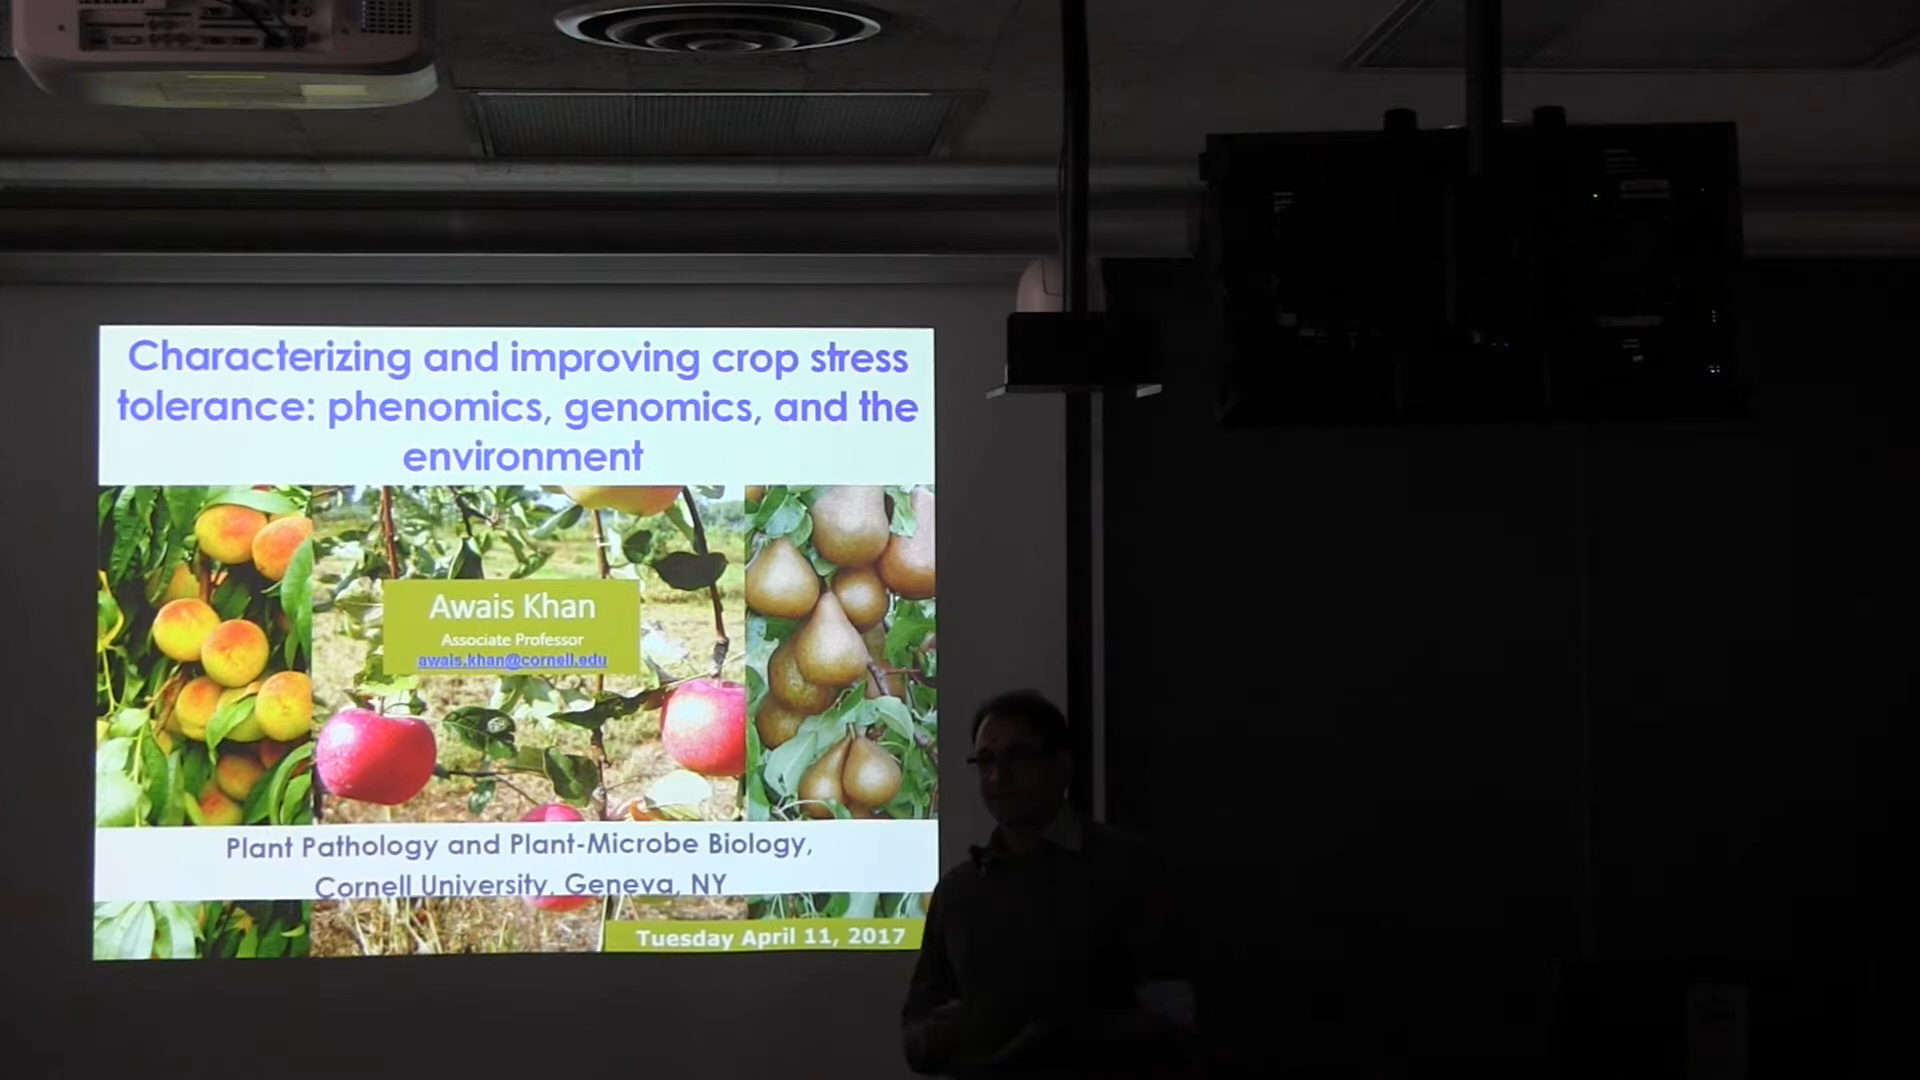 Characterizing and improving crop stress
tolerance: phenomics, genomics, and the
environment
Awais Khan
Associate Professor
awais.khan@cornell.edu
Plant Pathology and Plant-Microbe Biology,
Cornell University, Geneva, NY
Tuesday April 11, 2017